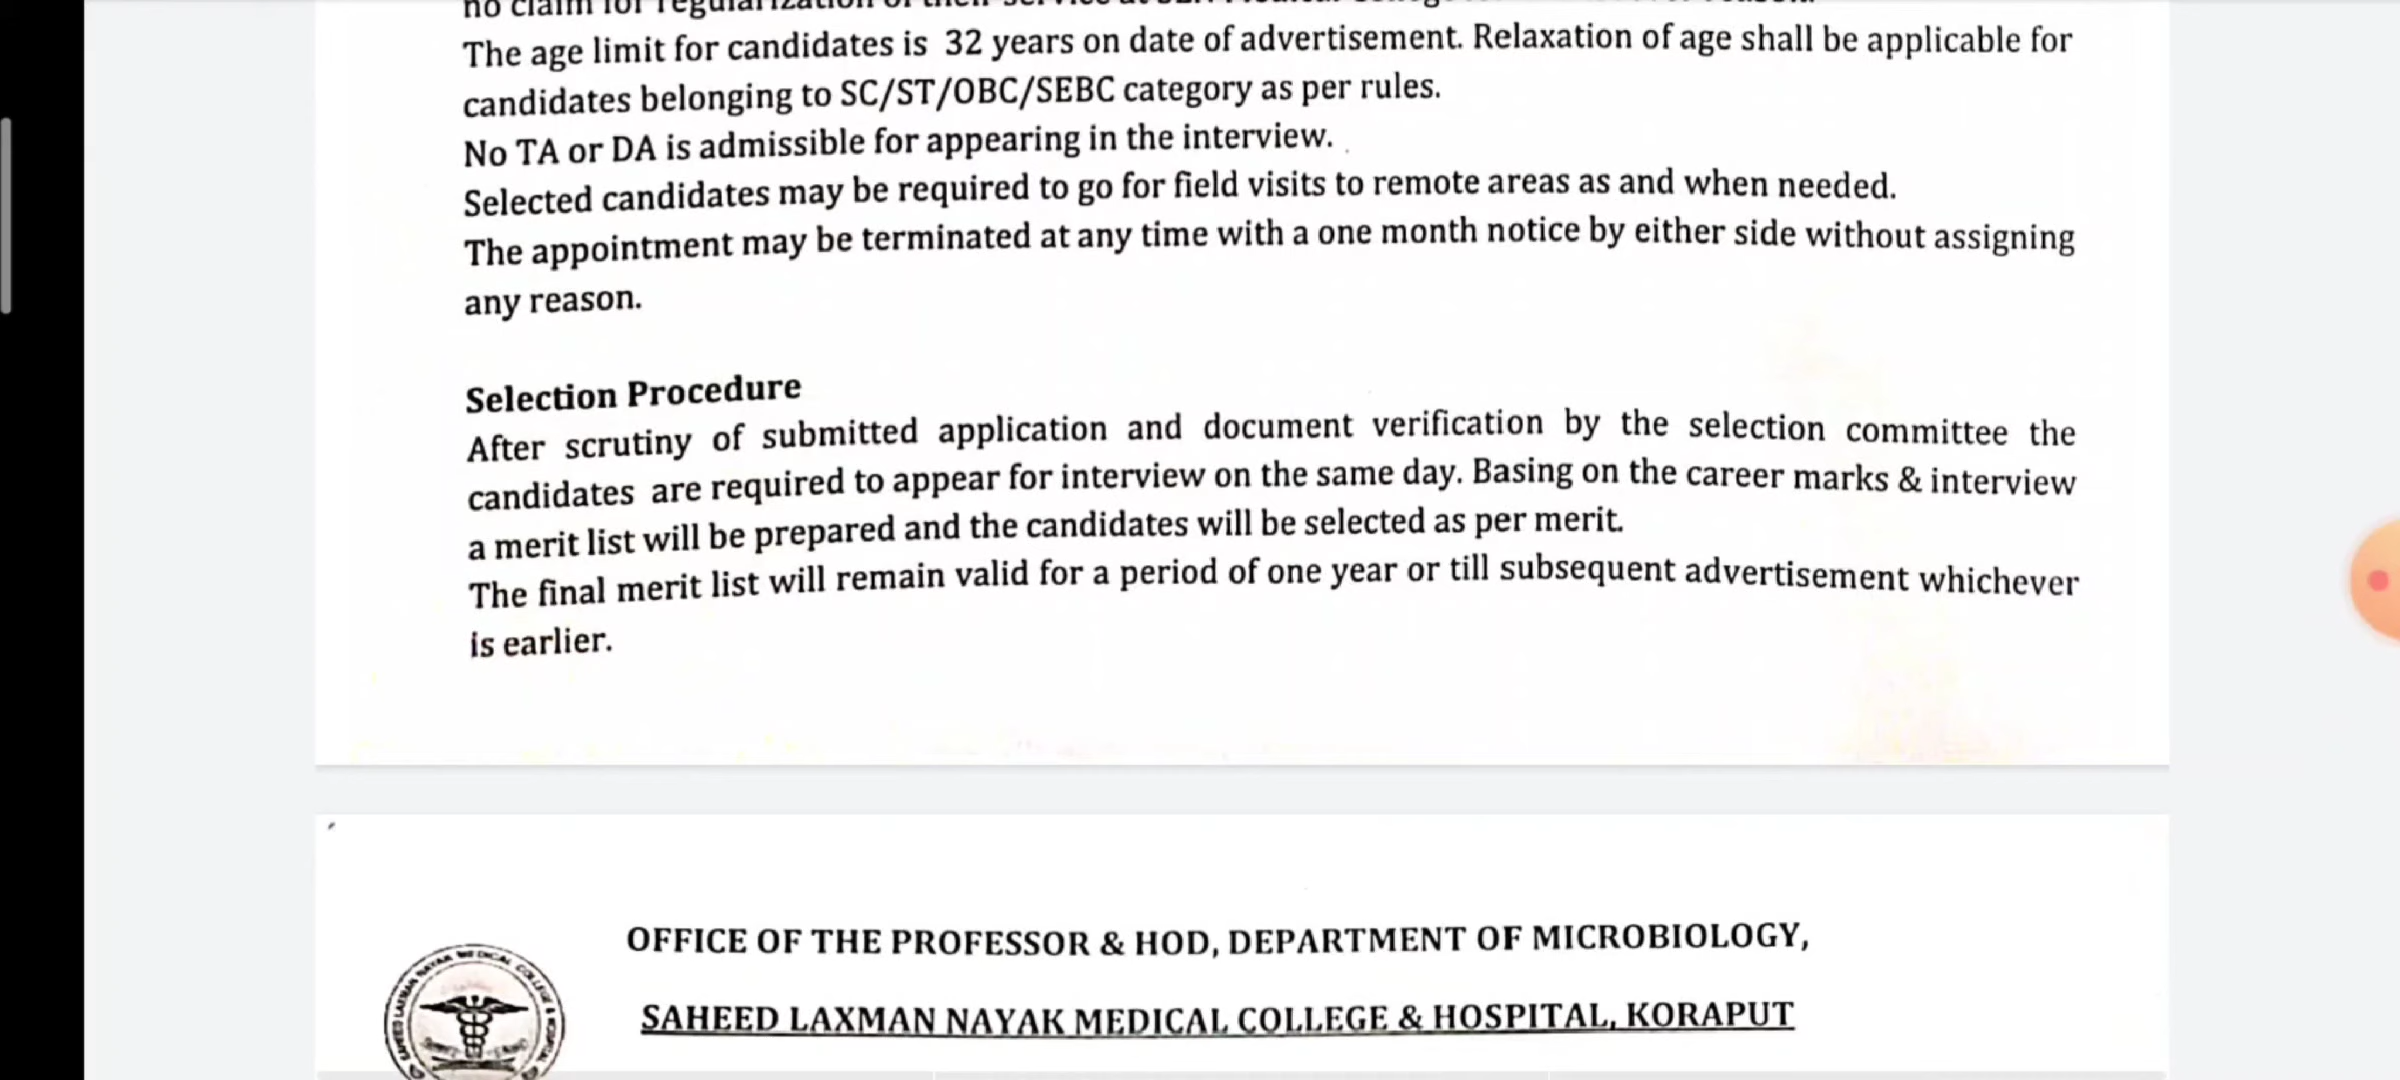 no claim for regularization of their service at
The age limit for candidates is 32 years on date of advertisement. Relaxation of age shall be applicable for
candidates belonging to SC/ST/OBC/SEBC category as per rules.
No TA or DA is admissible for appearing in the interview.
Selected candidates may be required to go for field visits to remote areas as and when needed.
The appointment may be terminated at any time with a one month notice by either side without assigning
any reason.
Selection Procedure
After scrutiny of submitted application and document verification by the selection committee the
candidates are required to appear for interview on the same day. Basing on the career marks & interview
a merit list will be prepared and the candidates will be selected as per merit.
The final merit list will remain valid for a period of one year or till subsequent advertisement whichever
is earlier.
OFFICE OF THE PROFESSOR & HOD, DEPARTMENT OF MICROBIOLOGY,
SAHEED LAXMAN NAYAK MEDICAL COLLEGE & HOSPITAL, KORAPUT